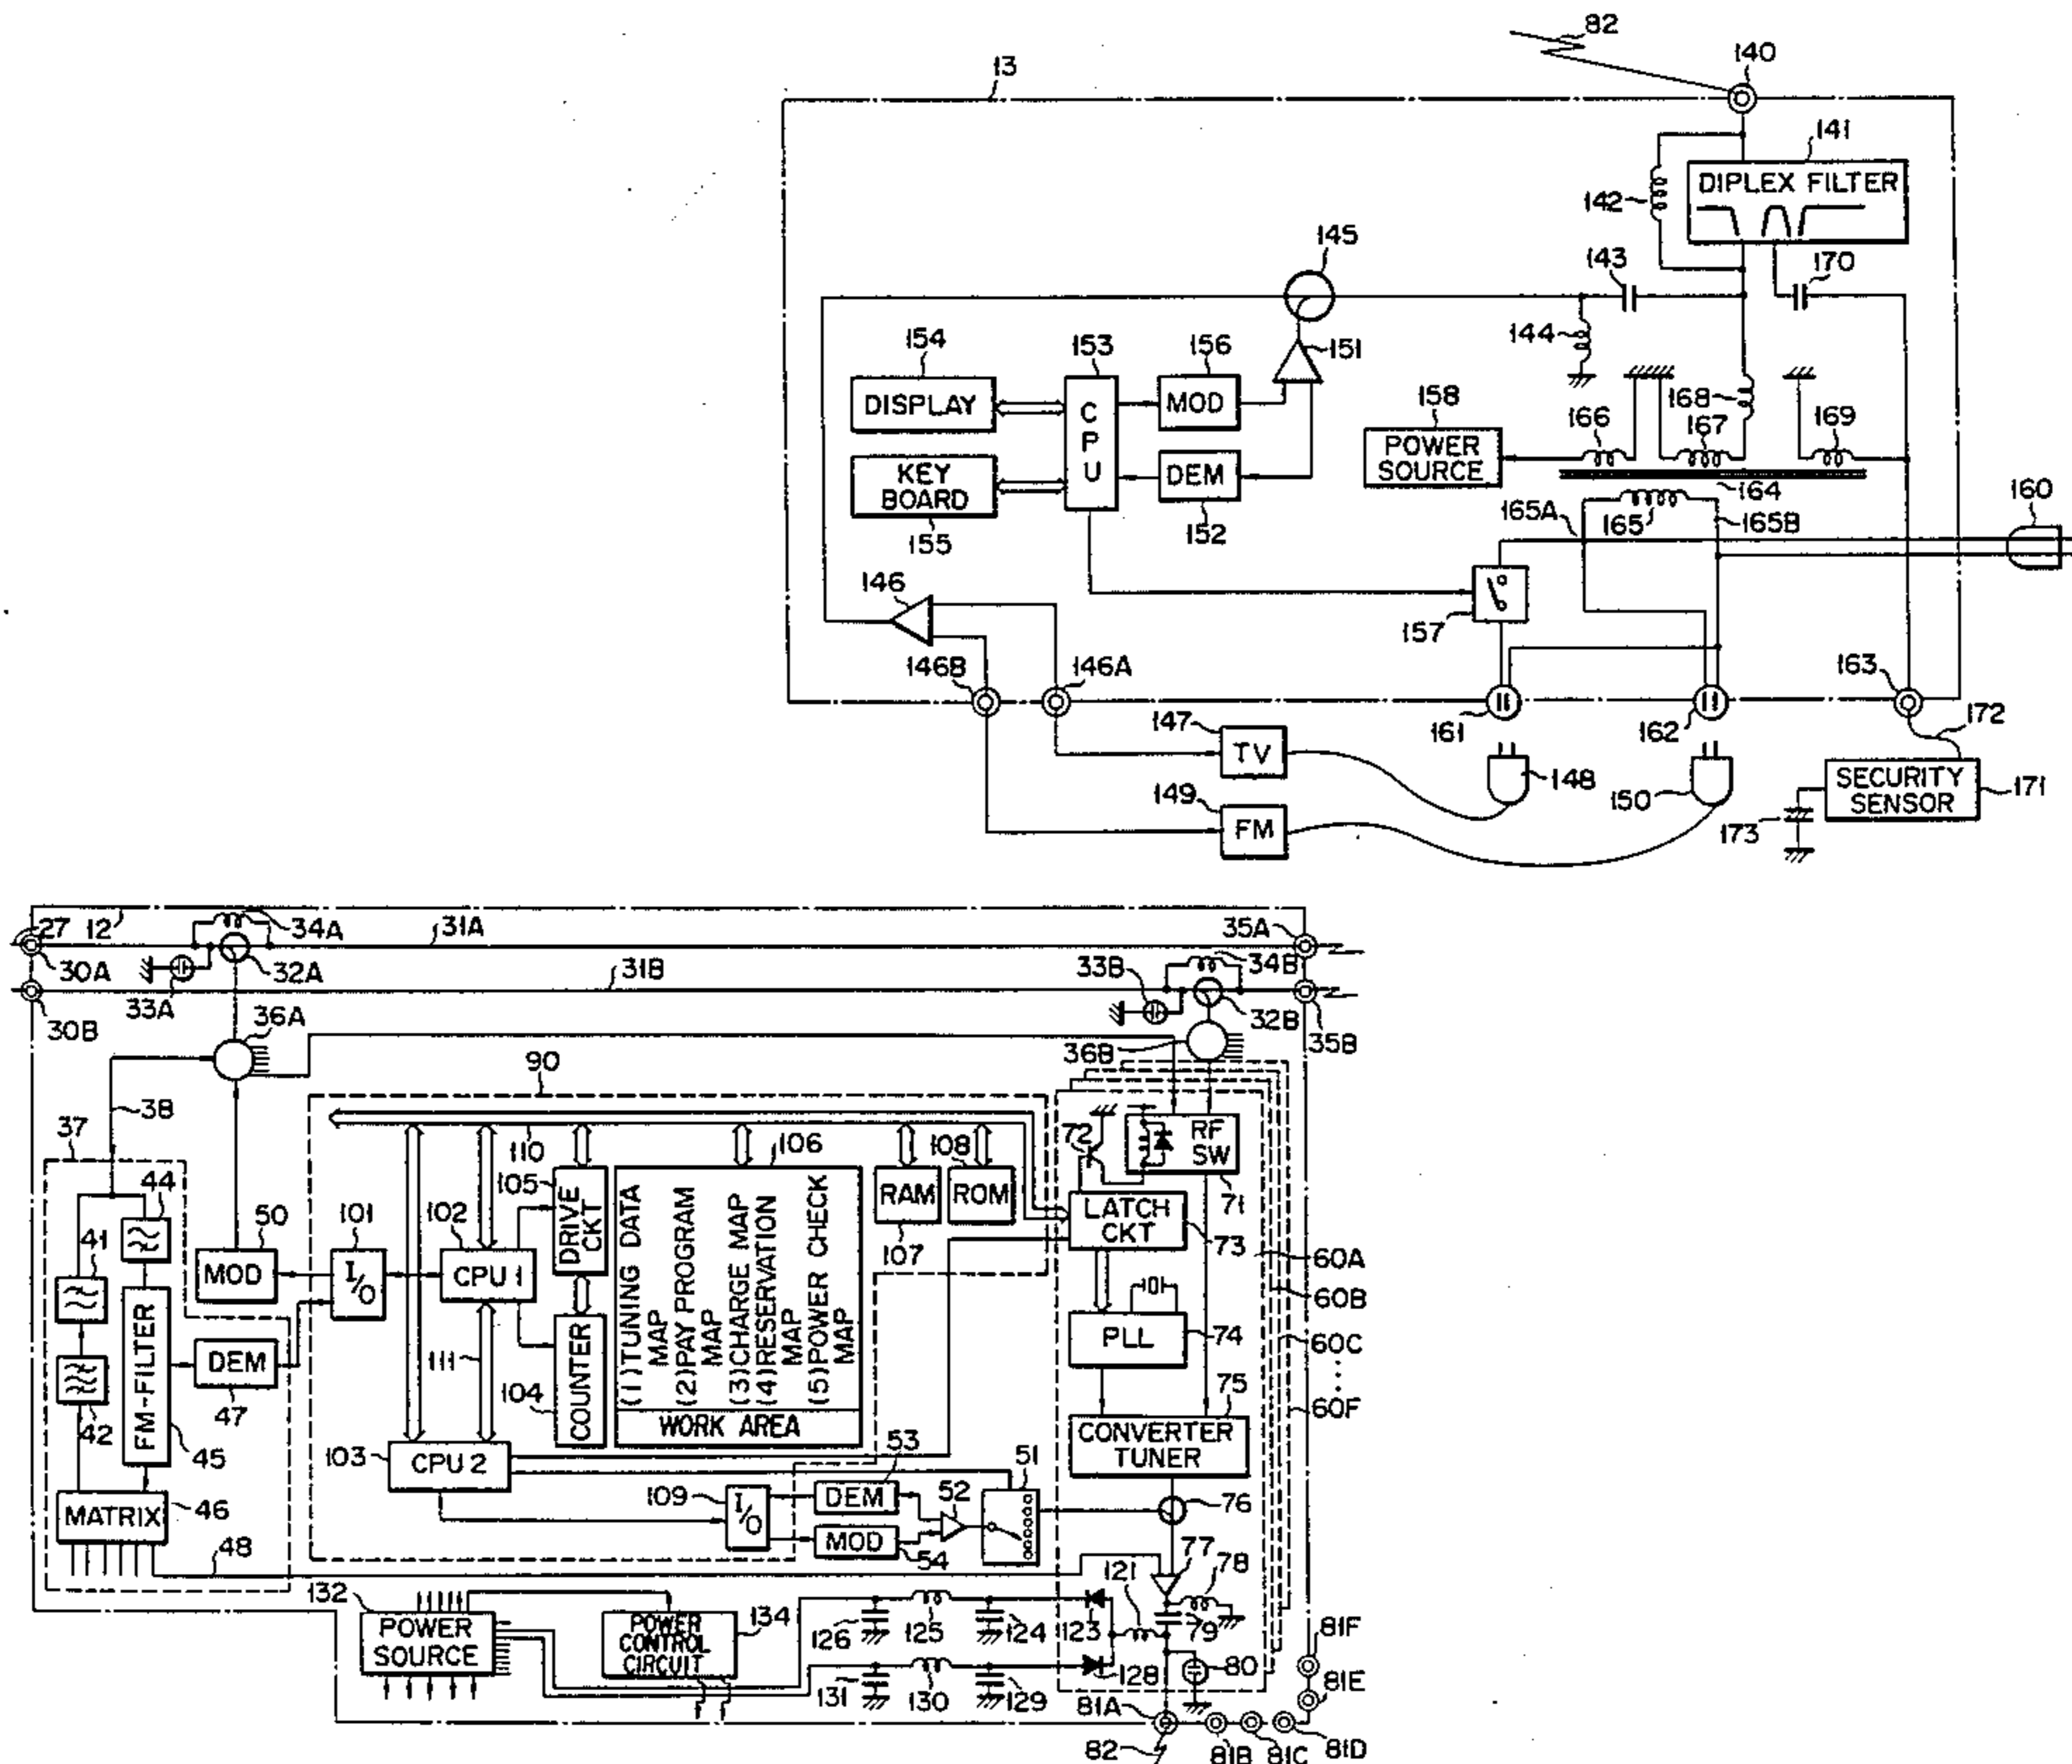 82
140
13
141
DIPLEX FILTER
142
145
143
170
144
154
153
156
151
DISPLAY
C
P
U
MOD
158
166
168
167
169
POWER
SOURCE
KEY
BOARD
DEM
155
152
164
165A
165
165B
160
146
157
146B
146A
161
162
163
172
147
TV
148
150
SECURITY
SENSOR
171
149
FM
173
27
12
34A
31A
35A
30A
32A
31B
33B
34B
33A
30B
36A
32B
35B
36B
90
38
37
110
106
72
RF
SW
44
105
108
71
41
50
101
102
DRIVE
CKT
RAM
ROM
LATCH
CKT
MOD
I/O
CPU 1
107
73
60A
(1)TUNING DATA
MAP
(2)PAY PROGRAM
MAP
(3)CHARGE MAP
(4)RESERVATION
MAP
(5)POWER CHECK
MAP
60B
FM-FILTER
DEM
111
COUNTER
PLL
74
60C
47
104
75
60F
42
WORK AREA
CONVERTER
TUNER
45
103
CPU 2
53
51
MATRIX
46
109
I/O
DEM
52
76
MOD
54
48
77
78
121
132
POWER
SOURCE
POWER
CONTROL
CIRCUIT
134
126
125
124
123
79
81F
131
130
129
128
80
81E
81A
82
81B
81C
81D